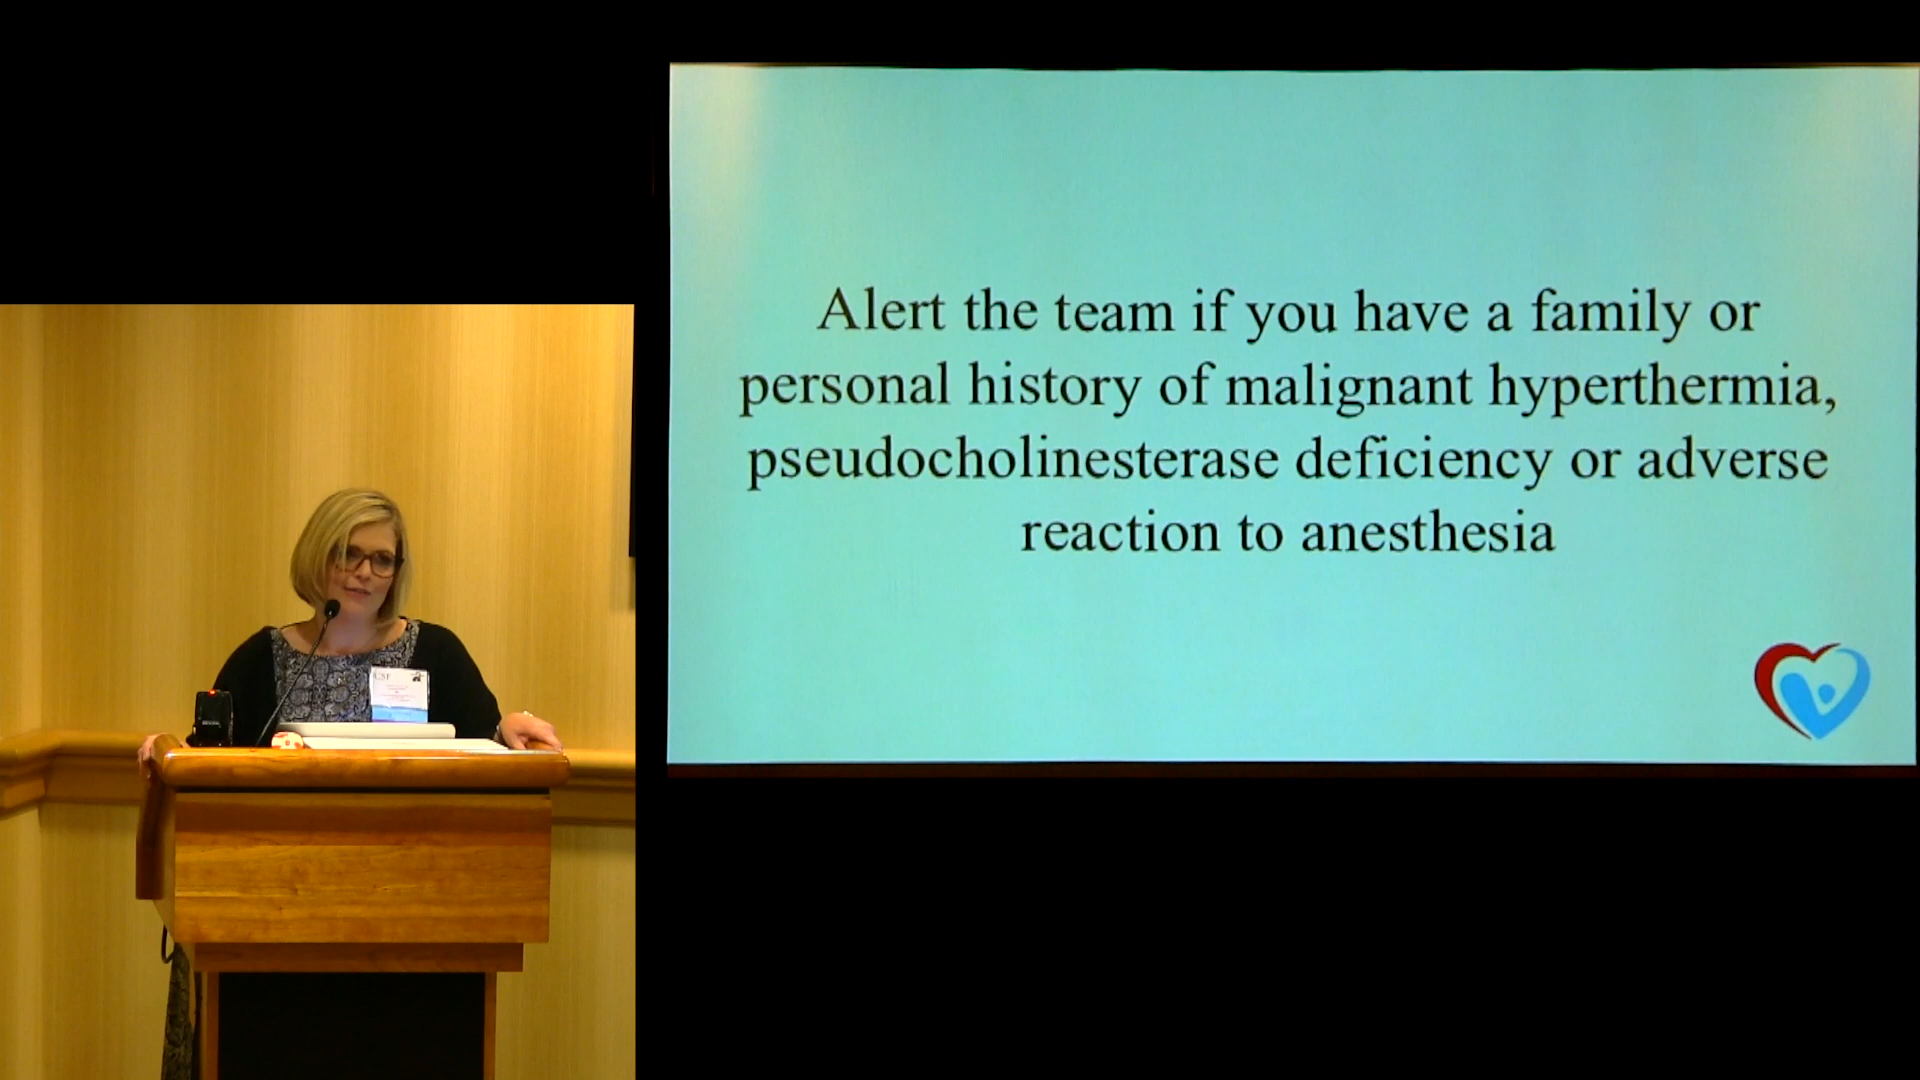 Alert the team if you have a family or
personal history of malignant hyperthermia,
pseudocholinesterase deficiency or adverse
reaction to anesthesia
CSF